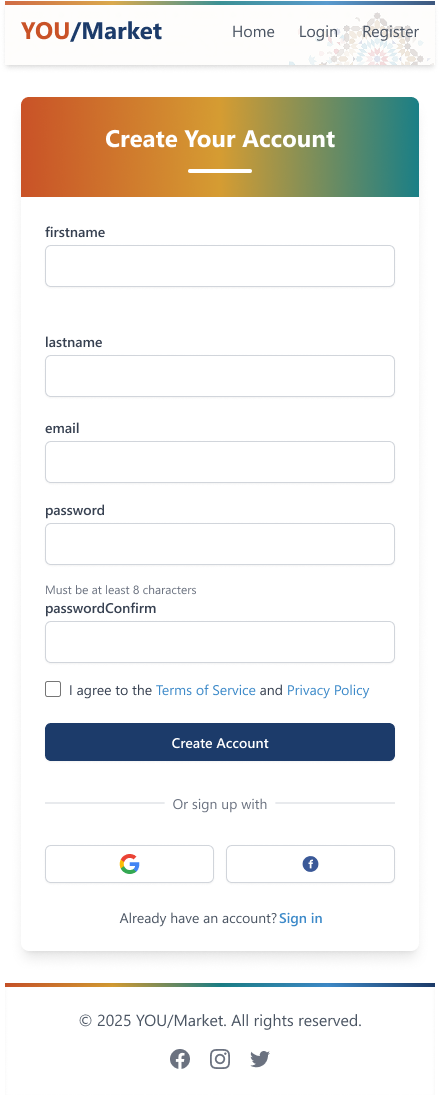 YOU/Market
Home Login Register
Create Your Account
firstname
lastname
email
password
Must be at least 8 characters
passwordConfirm
I agree to the Terms of Service and Privacy Policy
Create Account
Or sign up with
Already have an account? Sign in
© 2025 YOU/Market. All rights reserved.